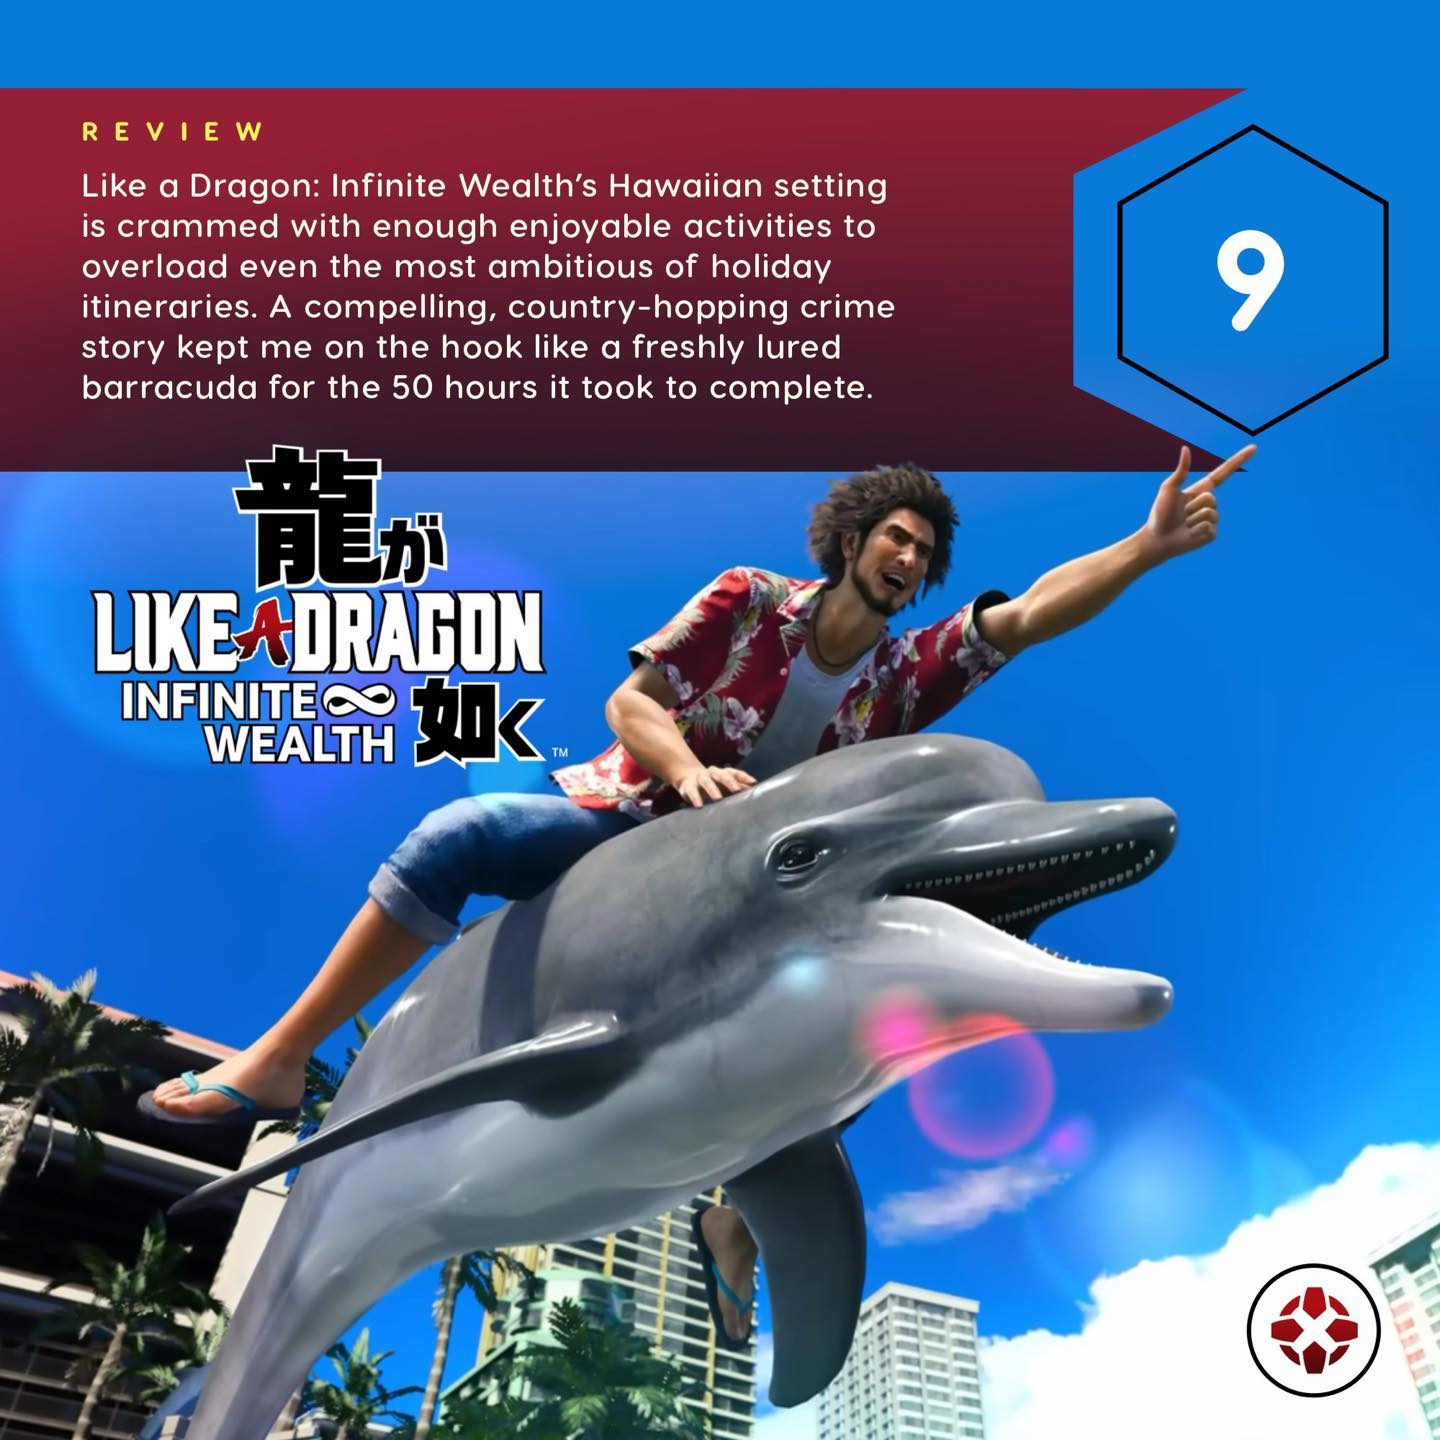 REVIEW
Like a Dragon: Infinite Wealth’s Hawaiian setting
is crammed with enough enjoyable activities to
overload even the most ambitious of holiday
itineraries. A compelling, country-hopping crime
story kept me on the hook like a freshly lured
barracuda for the 50 hours it took to complete.
9
龍が
LIKE A DRAGON
INFINITE
WEALTH
如く
TM